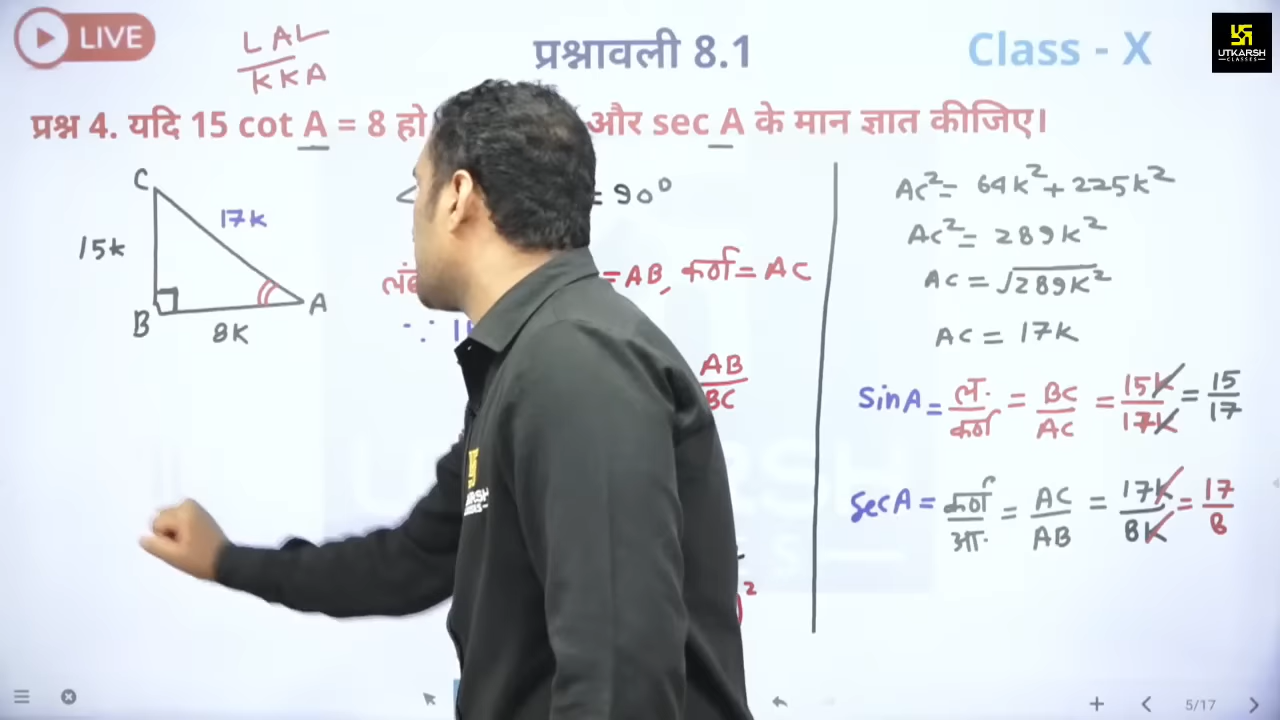 LIVE
LAL
KKA
प्रश्नावली 8.1
Class - X
UTKARSH
CLASSES
प्रश्न 4. यदि 15 cot A = 8 हो और sec A के मान ज्ञात कीजिए।
C
17k
15k
B
8k
A
= 90°
= AB, कर्ण = AC
∵
AB
BC
2
AC² = 64k² + 225k²
AC² = 289k²
AC = √289k²
AC = 17k
sinA = लं./कर्ण = BC/AC = 15k/17k = 15/17
secA = कर्ण/आ. = AC/AB = 17k/8k = 17/8
5/17